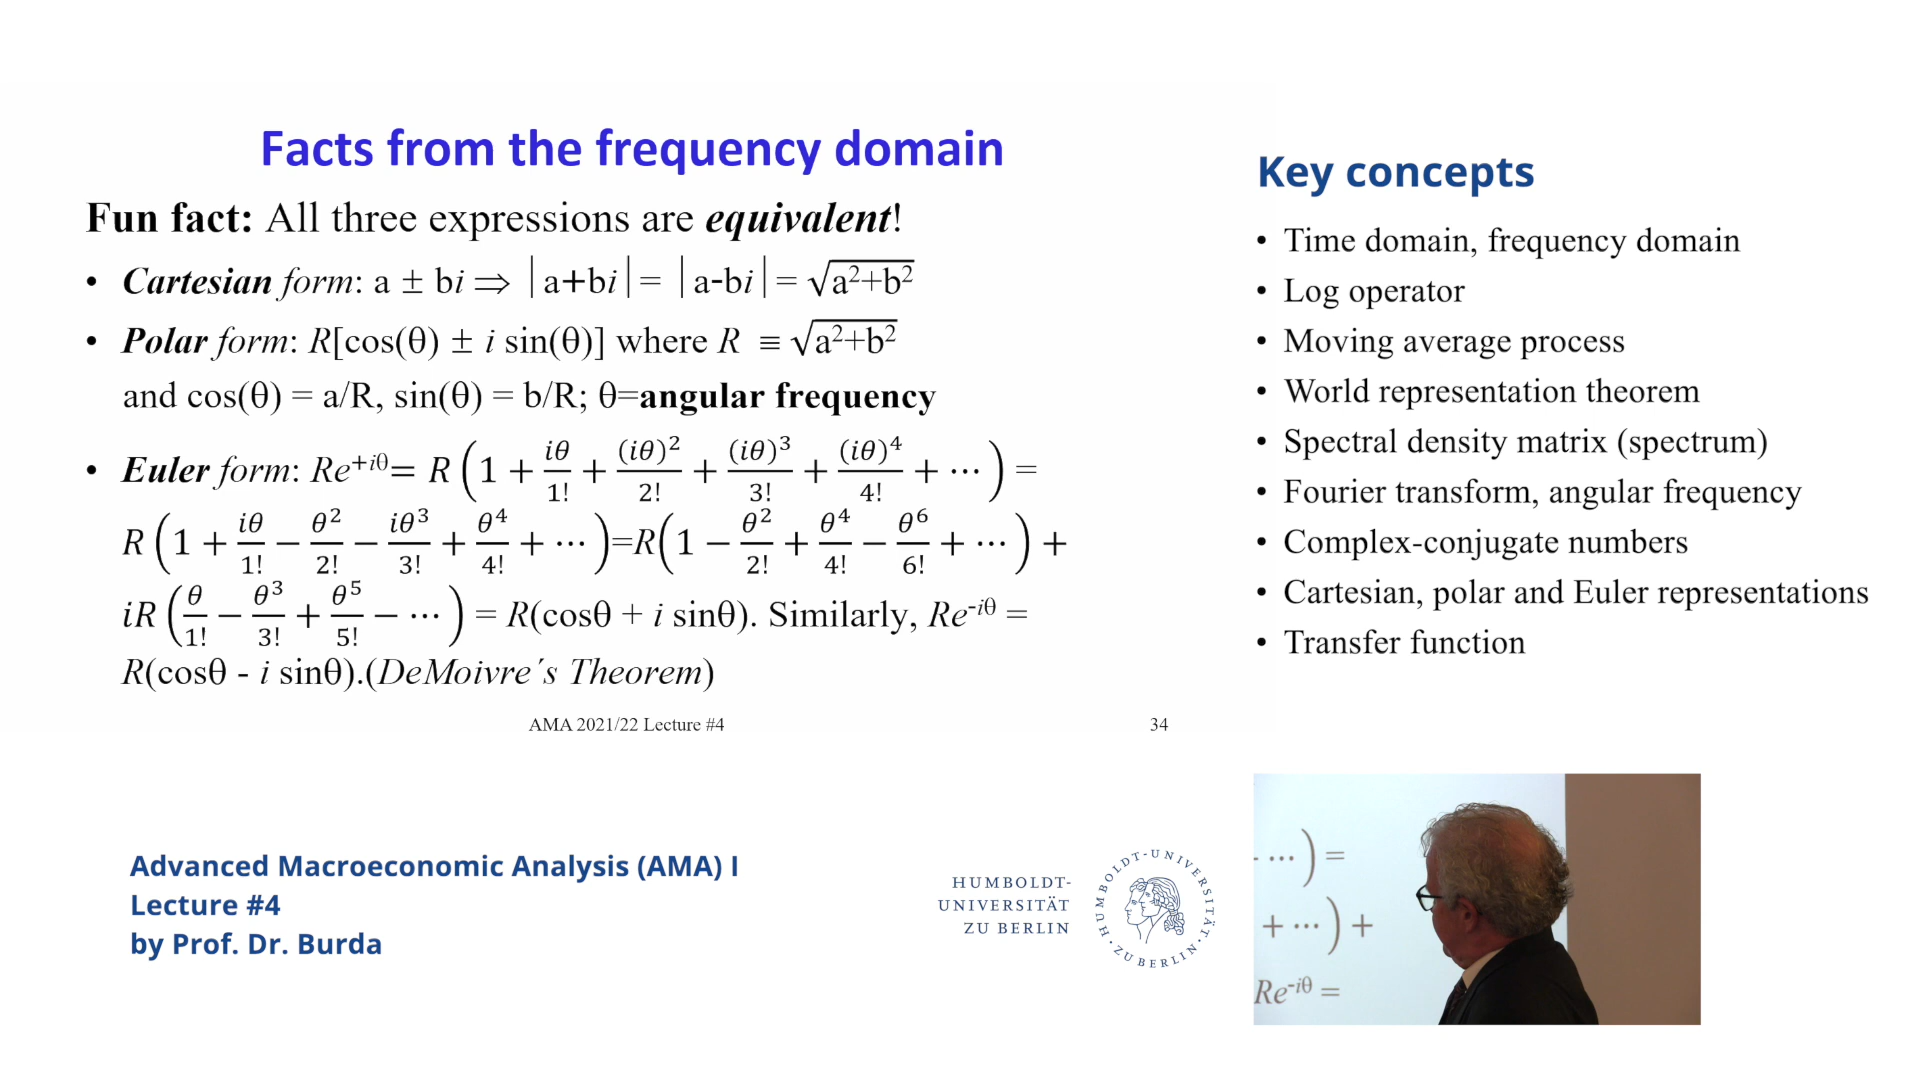 Facts from the frequency domain
Fun fact: All three expressions are equivalent!
• Cartesian form: a ± bi ⇒ |a+bi| = |a-bi| = √a²+b²
• Polar form: R[cos(θ) ± i sin(θ)] where R ≡ √a²+b²
and cos(θ) = a/R, sin(θ) = b/R; θ=angular frequency
• Euler form: Re⁺ⁱᶿ= R(1 + iθ/1! + (iθ)²/2! + (iθ)³/3! + (iθ)⁴/4! + ⋯) =
R(1 + iθ/1! − θ²/2! − iθ³/3! + θ⁴/4! + ⋯)=R(1 − θ²/2! + θ⁴/4! − θ⁶/6! + ⋯) +
iR(θ/1! − θ³/3! + θ⁵/5! − ⋯) = R(cosθ + i sinθ). Similarly, Re⁻ⁱᶿ =
R(cosθ - i sinθ).(DeMoivre´s Theorem)
AMA 2021/22 Lecture #4
34
Key concepts
• Time domain, frequency domain
• Log operator
• Moving average process
• World representation theorem
• Spectral density matrix (spectrum)
• Fourier transform, angular frequency
• Complex-conjugate numbers
• Cartesian, polar and Euler representations
• Transfer function
Advanced Macroeconomic Analysis (AMA) I
Lecture #4
by Prof. Dr. Burda
HUMBOLDT-
UNIVERSITÄT
ZU BERLIN
HUMBOLDT-UNIVERSITÄT · ZU BERLIN ·
⋯) =
+ ⋯) +
Re⁻ⁱᶿ =